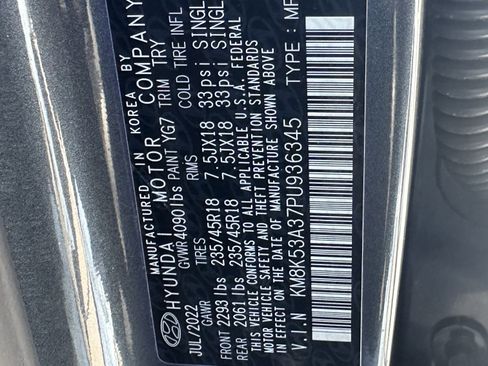 HYUNDAI MOTOR COMPANY
MADE IN KOREA BY
JUL/2022 GVWR 4090 lbs PAINT YG7 TRIM TRY
GAWR TIRES RIMS COLD TIRE INFL
FRONT 2293 lbs 235/45R18 7.5JX18 33psi SINGL
REAR 2061 lbs 235/45R18 7.5JX18 33psi SINGL
THIS VEHICLE CONFORMS TO ALL APPLICABLE U.S.A. FEDERAL
MOTOR VEHICLE SAFETY AND THEFT PREVENTION STANDARDS
IN EFFECT ON THE DATE OF MANUFACTURE SHOWN ABOVE
V.I.N KM8K53A37PU936345 TYPE : MP